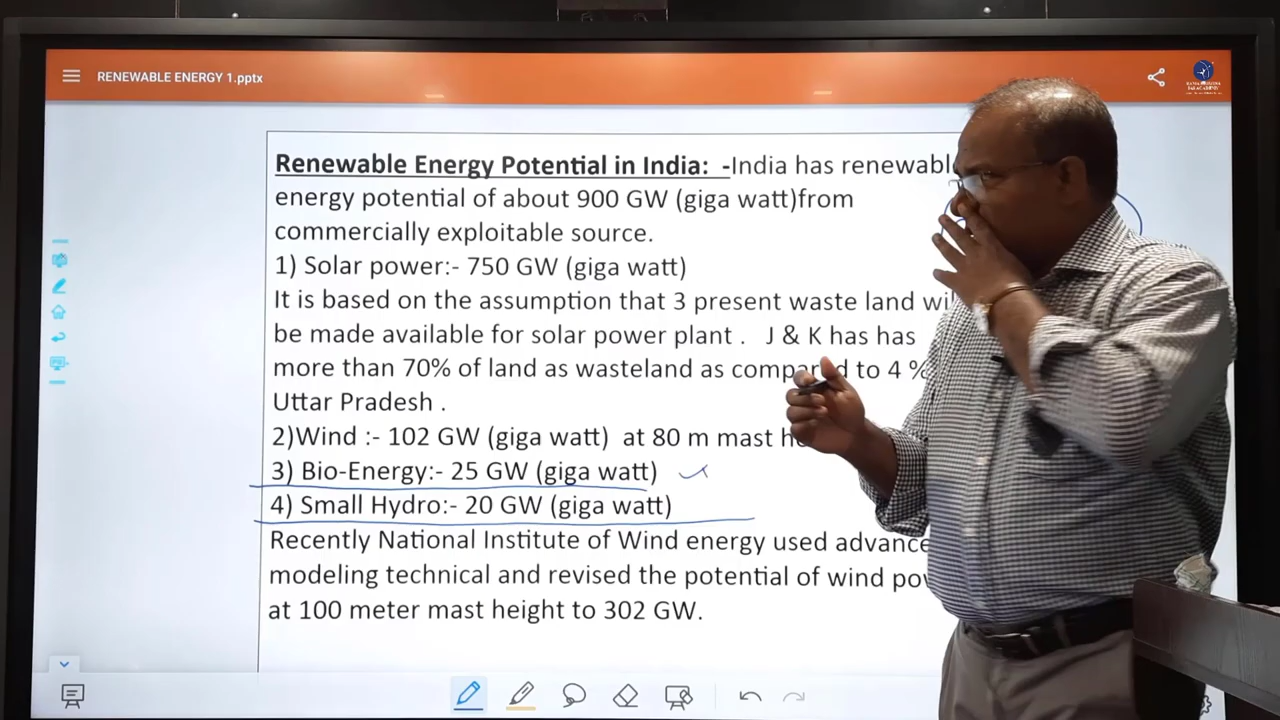 RENEWABLE ENERGY 1.pptx
Renewable Energy Potential in India: -India has renewabl
energy potential of about 900 GW (giga watt)from
commercially exploitable source.
1) Solar power:- 750 GW (giga watt)
It is based on the assumption that 3 present waste land wi
be made available for solar power plant . J & K has has
more than 70% of land as wasteland as compar d to 4 %
Uttar Pradesh .
2)Wind :- 102 GW (giga watt) at 80 m mast h
3) Bio-Energy:- 25 GW (giga watt)
4) Small Hydro:- 20 GW (giga watt)
Recently National Institute of Wind energy used advance
modeling technical and revised the potential of wind po
at 100 meter mast height to 302 GW.